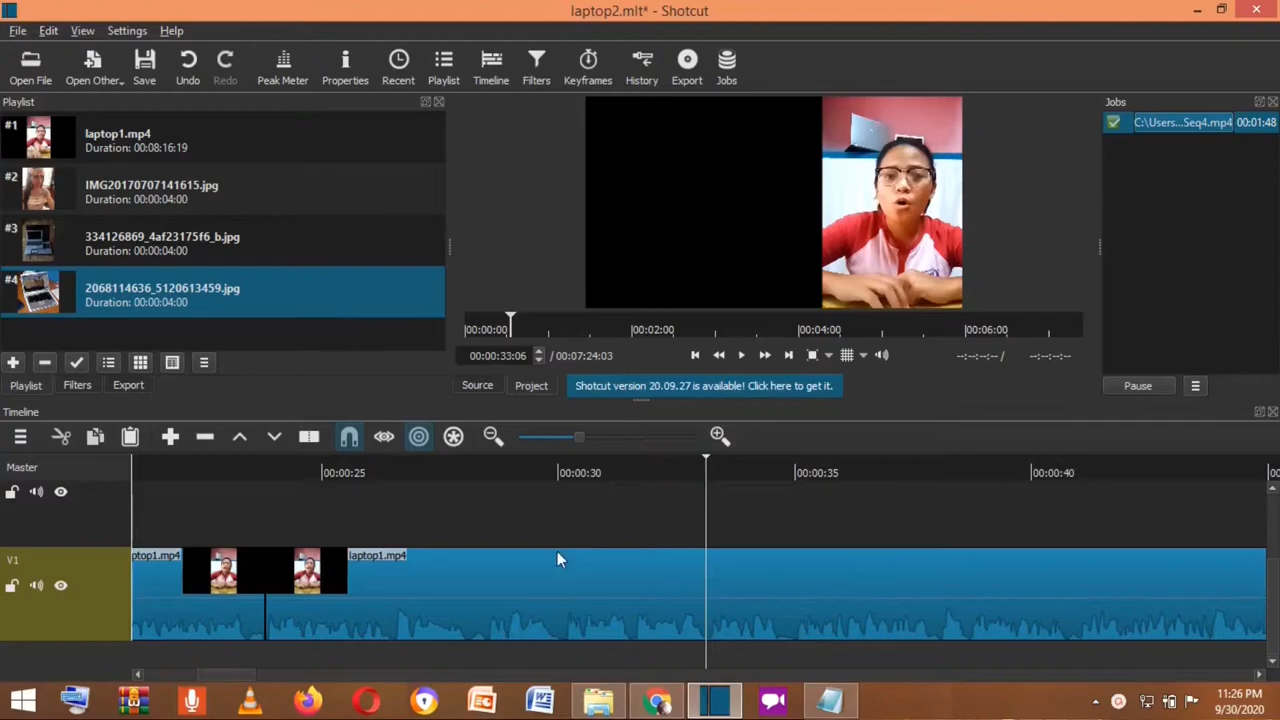 laptop2.mlt* - Shotcut
File Edit View Settings Help
Open File Open Other.. Save Undo Redo Peak Meter Properties Recent Playlist Timeline Filters Keyframes History Export Jobs
Playlist
#1 laptop1.mp4
Duration: 00:08:16:19
#2 IMG20170707141615.jpg
Duration: 00:00:04:00
#3 334126869_4af23175f6_b.jpg
Duration: 00:00:04:00
#4 2068114636_5120613459.jpg
Duration: 00:00:04:00
Playlist Filters Export
00:00:00 00:02:00 00:04:00 00:06:00
00:00:33:06 / 00:07:24:03 --:--:--:-- / --:--:--:--
Source Project Shotcut version 20.09.27 is available! Click here to get it.
Jobs
C:\Users...Seq4.mp4 00:01:48
Pause
Timeline
Master 00:00:25 00:00:30 00:00:35 00:00:40 00
V1 ptop1.mp4 laptop1.mp4
11:26 PM
9/30/2020